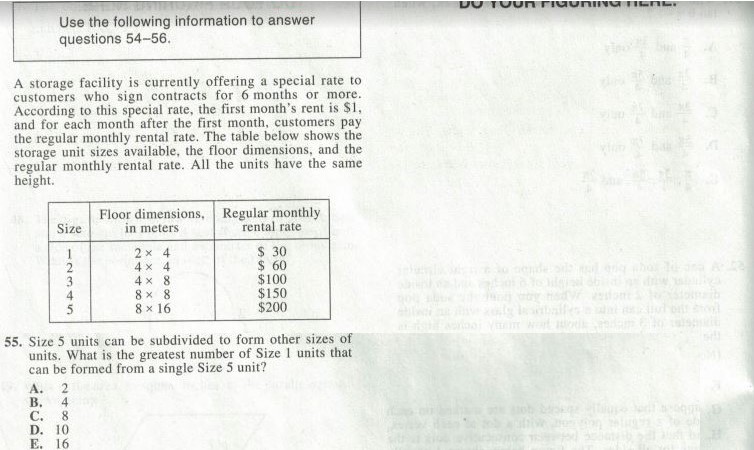 DO YOUR FIGURING HERE.
Use the following information to answer
questions 54–56.
A storage facility is currently offering a special rate to
customers who sign contracts for 6 months or more.
According to this special rate, the first month's rent is $1,
and for each month after the first month, customers pay
the regular monthly rental rate. The table below shows the
storage unit sizes available, the floor dimensions, and the
regular monthly rental rate. All the units have the same
height.
Size Floor dimensions, in meters Regular monthly rental rate
1 2 × 4 $ 30
2 4 × 4 $ 60
3 4 × 8 $100
4 8 × 8 $150
5 8 × 16 $200
55. Size 5 units can be subdivided to form other sizes of
units. What is the greatest number of Size 1 units that
can be formed from a single Size 5 unit?
A. 2
B. 4
C. 8
D. 10
E. 16